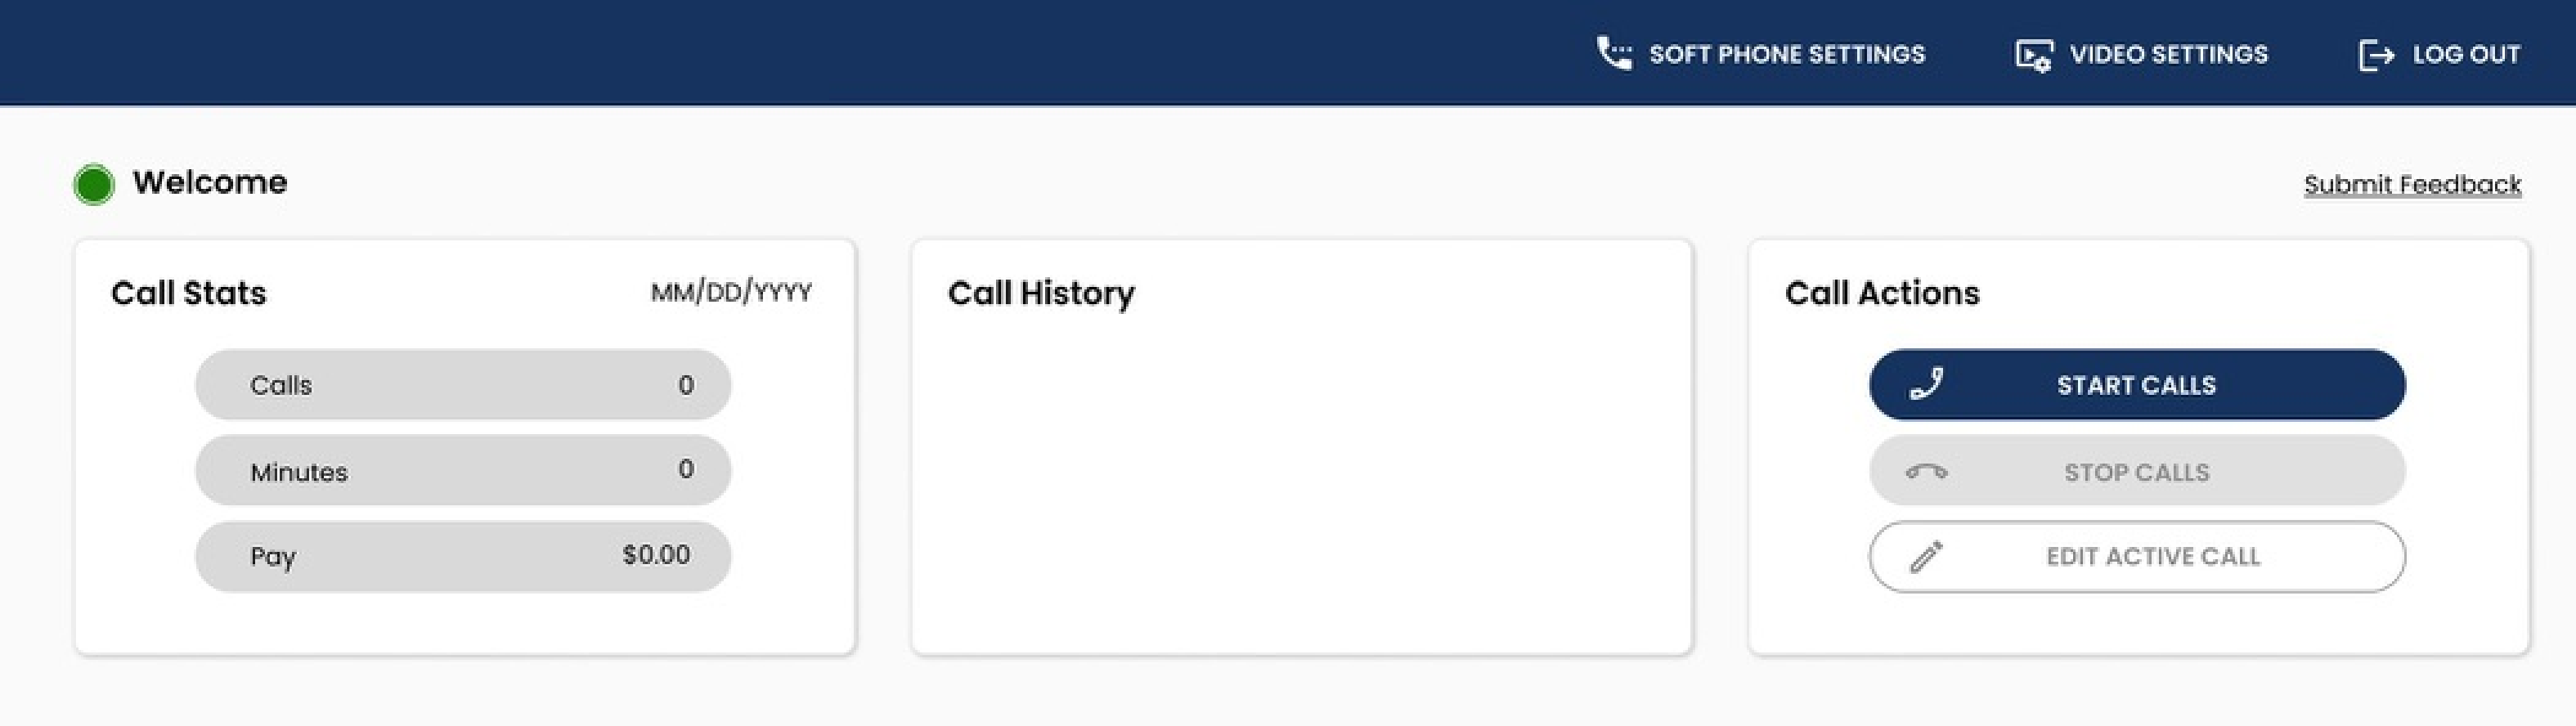 SOFT PHONE SETTINGS
VIDEO SETTINGS
LOG OUT
Welcome
Submit Feedback
Call Stats
MM/DD/YYYY
Calls 0
Minutes 0
Pay $0.00
Call History
Call Actions
START CALLS
STOP CALLS
EDIT ACTIVE CALL